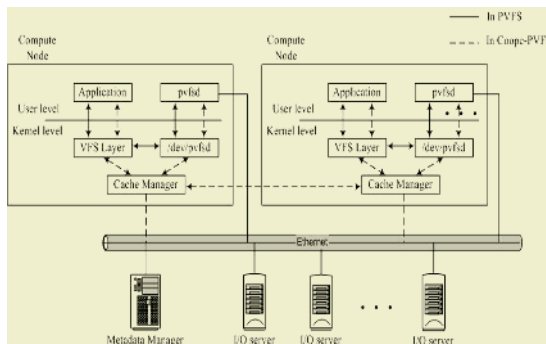 In PVFS
In Coopc-PVF
Compute
Node
Compute
Node
Application
pvfsd
Application
pvfsd
User level
Kernel level
User level
Kernel level
VFS Layer
/dev/pvfsd
VFS Layer
/dev/pvfsd
Cache Manager
Cache Manager
Ethernet
Metadata Manager
I/O server
I/O server
I/O server